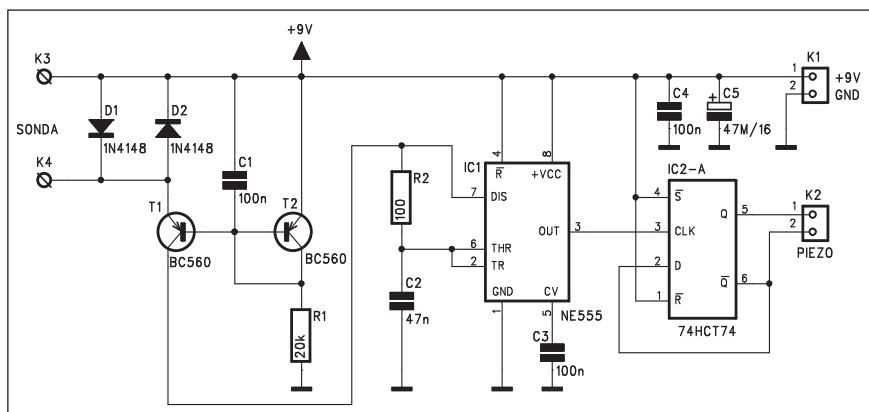 +9V
K3
K1
1
+9V
2
GND
D1
D2
C4
C5
+
SONDA
1N4148
1N4148
100n
47M/16
K4
C1
100n
IC1
4
R
8
+VCC
IC2-A
R2
100
7
DIS
4
S
Q
5
K2
1
2
T1
T2
OUT
3
3
CLK
BC560
BC560
6
THR
2
TR
2
D
Q
6
PIEZO
C2
47n
GND
CV
1
R
R1
20k
1
5
NE555
74HCT74
C3
100n